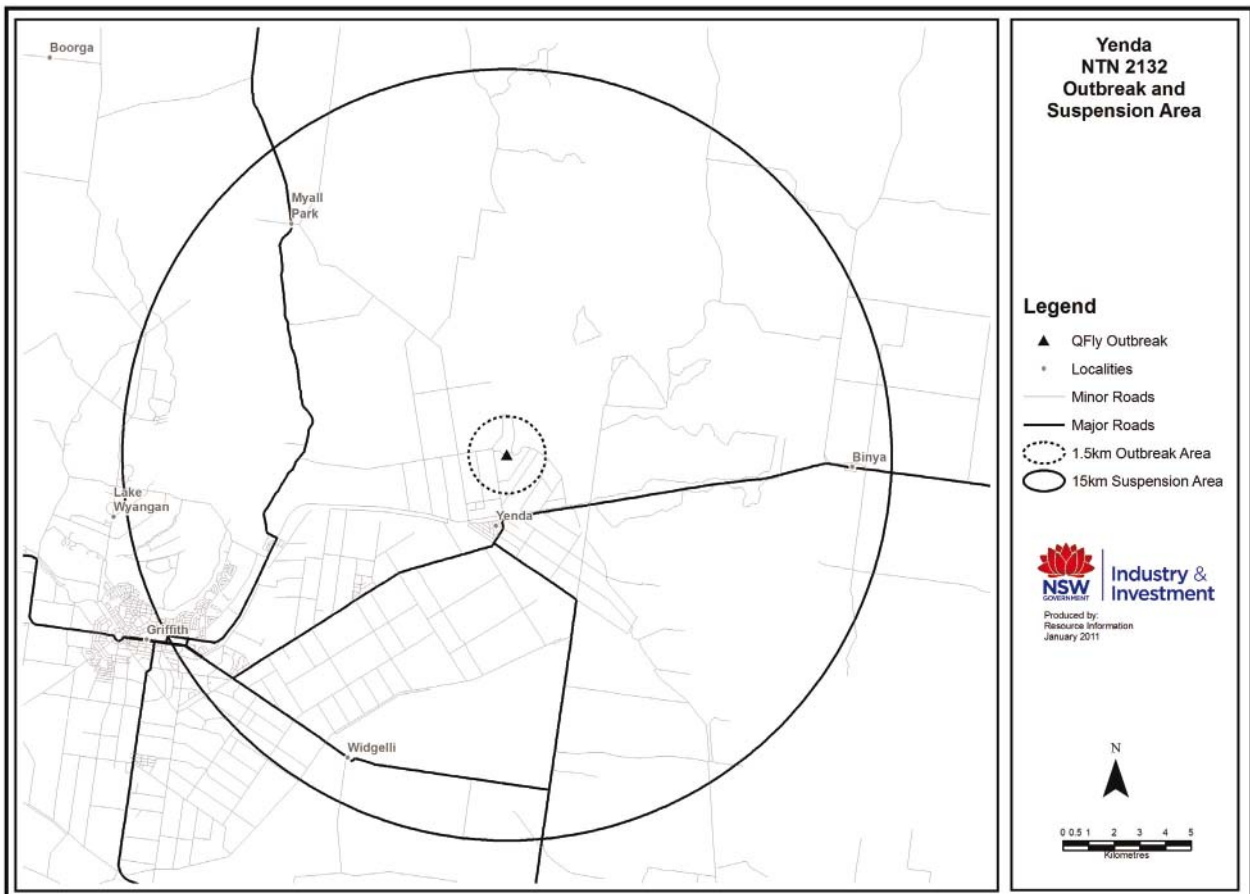 Boorga
Myall
Park
Lake
Wyangan
Griffith
Yenda
Binya
Widgelli
Yenda
NTN 2132
Outbreak and
Suspension Area
Legend
QFly Outbreak
Localities
Minor Roads
Major Roads
1.5km Outbreak Area
15km Suspension Area
NSW
GOVERNMENT
Industry &
Investment
Produced by:
Resource Information
January 2011
N
0 0.5 1 2 3 4 5
Kilometres